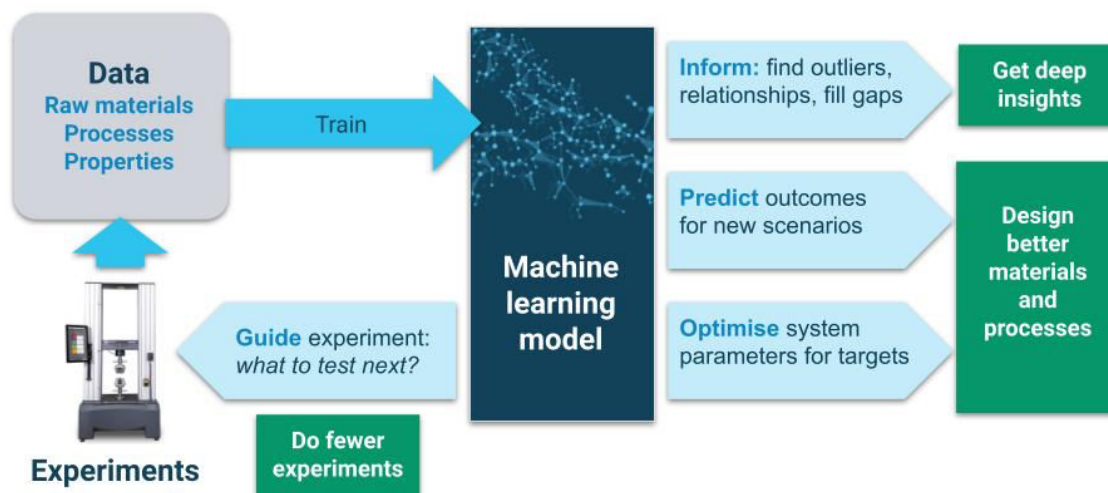 Data
Raw materials
Processes
Properties
Train
Machine
learning
model
Inform: find outliers,
relationships, fill gaps
Get deep
insights
Predict outcomes
for new scenarios
Optimise system
parameters for targets
Design
better
materials
and
processes
Guide experiment:
what to test next?
Do fewer
experiments
Experiments